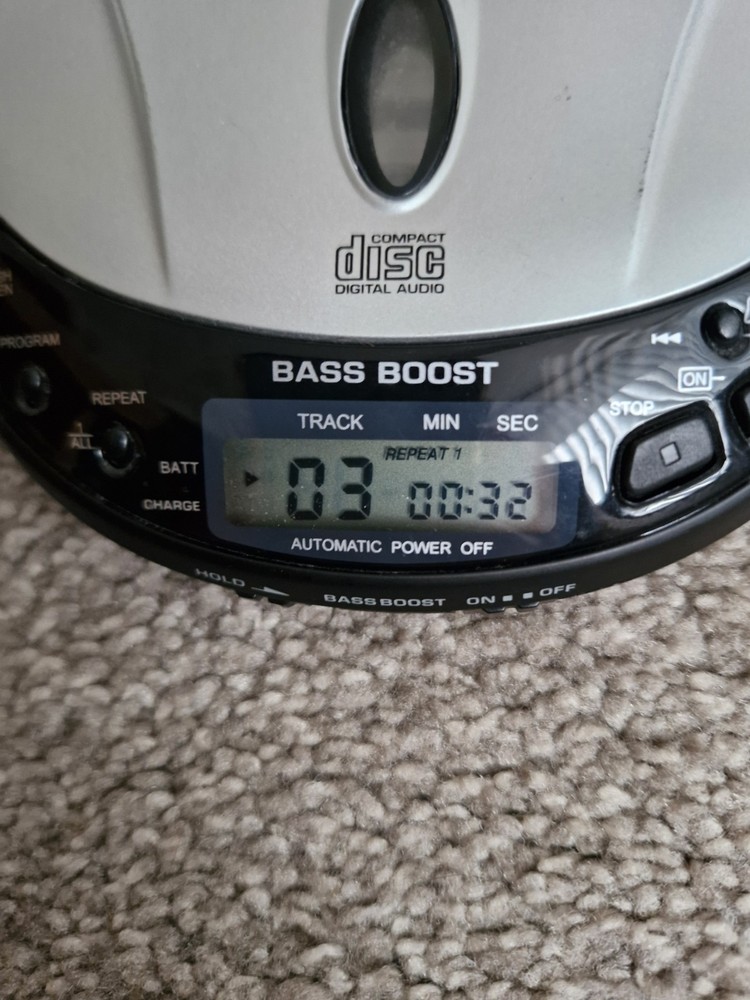 COMPACT
disc
DIGITAL AUDIO
PROGRAM
BASS BOOST
ON
REPEAT
1
ALL
STOP
TRACK MIN SEC
REPEAT 1
03 00:32
BATT
CHARGE
AUTOMATIC POWER OFF
HOLD
BASS BOOST ON OFF